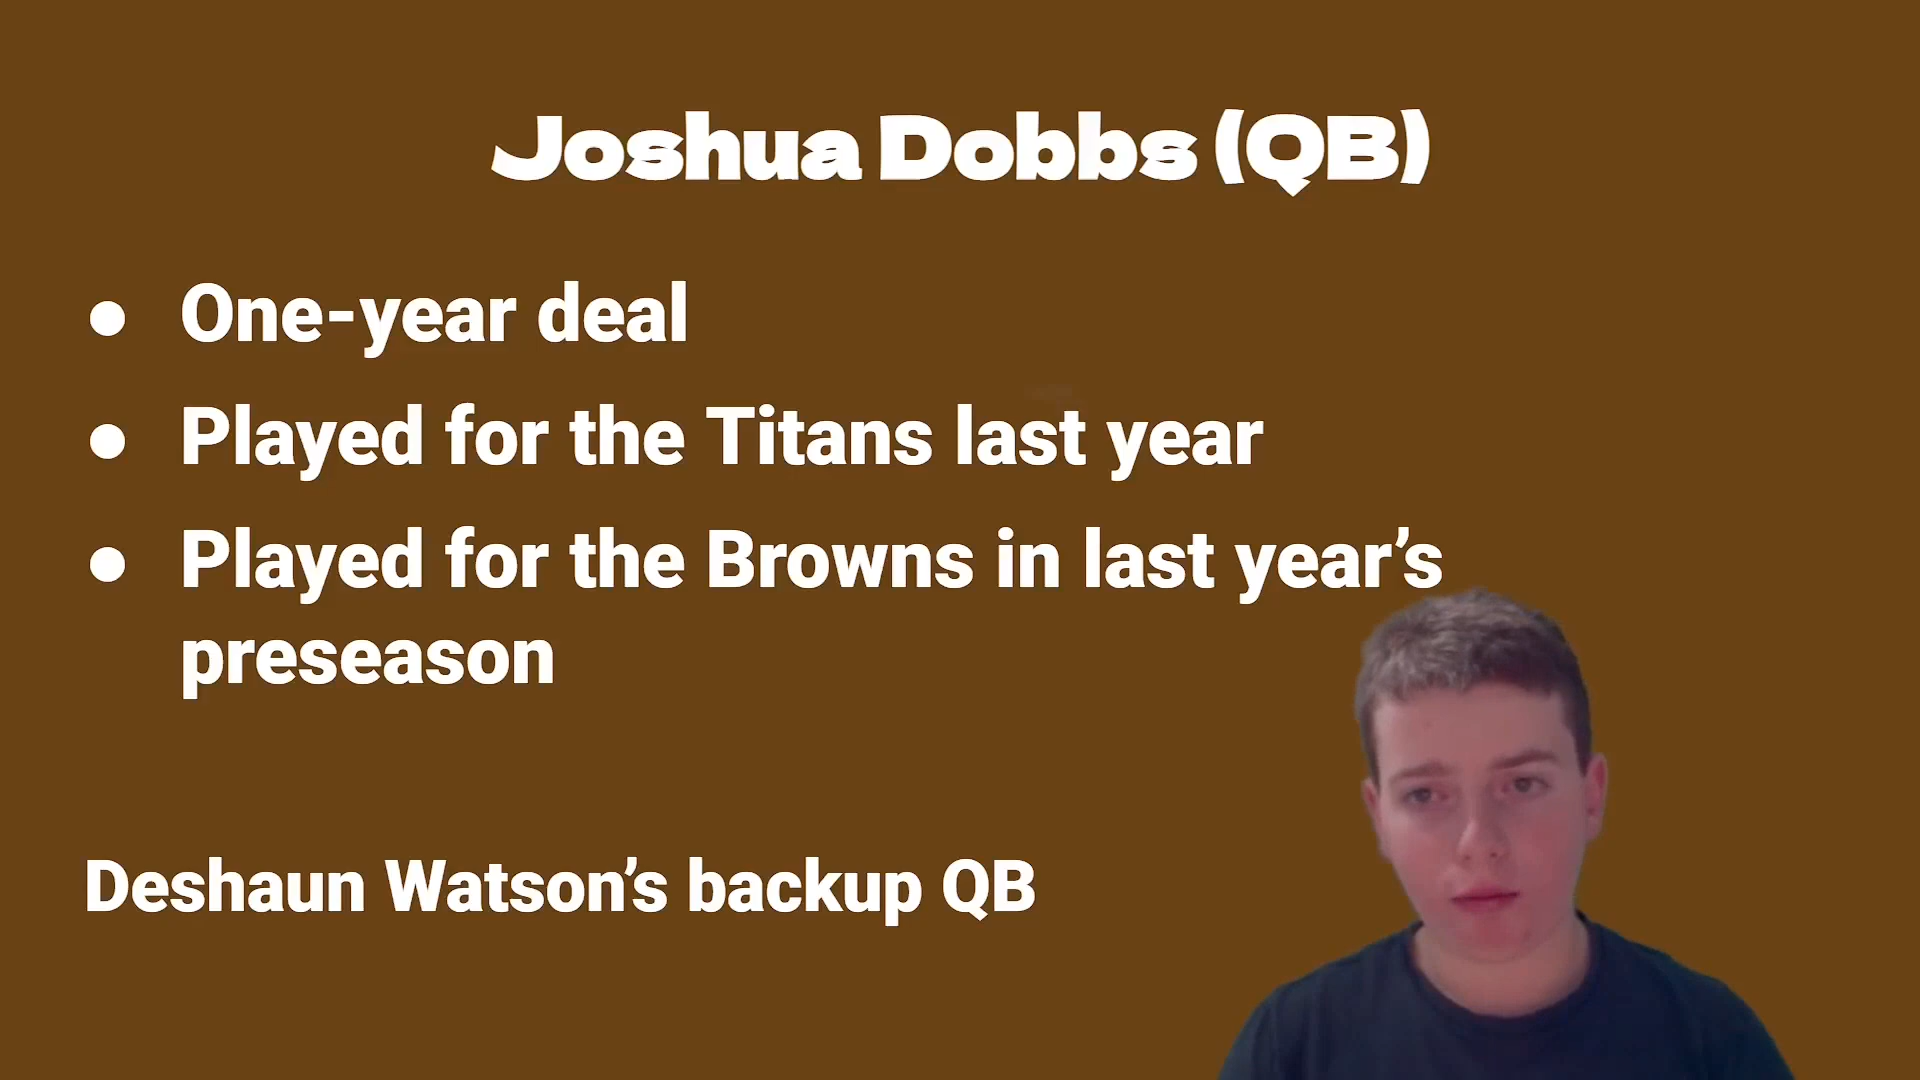 Joshua Dobbs (QB)
● One-year deal
● Played for the Titans last year
● Played for the Browns in last year’s
preseason
Deshaun Watson’s backup QB